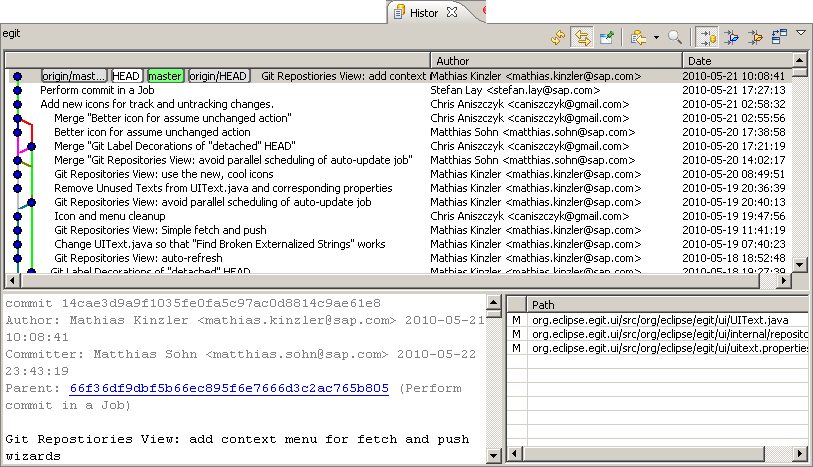 Histor
egit
Author Date
origin/mast... HEAD master origin/HEAD Git Repostiories View: add context Mathias Kinzler <mathias.kinzler@sap.com> 2010-05-21 10:08:41
Perform commit in a Job Stefan Lay <stefan.lay@sap.com> 2010-05-21 17:27:13
Add new icons for track and untracking changes. Chris Aniszczyk <caniszczyk@gmail.com> 2010-05-21 02:58:32
Merge "Better icon for assume unchanged action" Chris Aniszczyk <caniszczyk@gmail.com> 2010-05-21 02:55:56
Better icon for assume unchanged action Matthias Sohn <matthias.sohn@sap.com> 2010-05-20 17:38:58
Merge "Git Label Decorations of "detached" HEAD" Chris Aniszczyk <caniszczyk@gmail.com> 2010-05-20 17:21:19
Merge "Git Repositories View: avoid parallel scheduling of auto-update job" Matthias Sohn <matthias.sohn@sap.com> 2010-05-20 14:02:17
Git Repositories View: use the new, cool icons Mathias Kinzler <mathias.kinzler@sap.com> 2010-05-20 08:49:51
Remove Unused Texts from UIText.java and corresponding properties Mathias Kinzler <mathias.kinzler@sap.com> 2010-05-19 20:36:39
Git Repositories View: avoid parallel scheduling of auto-update job Mathias Kinzler <mathias.kinzler@sap.com> 2010-05-19 20:40:13
Icon and menu cleanup Chris Aniszczyk <caniszczyk@gmail.com> 2010-05-19 19:47:56
Git Repositories View: Simple fetch and push Mathias Kinzler <mathias.kinzler@sap.com> 2010-05-19 11:41:19
Change UIText.java so that "Find Broken Externalized Strings" works Mathias Kinzler <mathias.kinzler@sap.com> 2010-05-19 07:40:23
Git Repositories View: auto-refresh Mathias Kinzler <mathias.kinzler@sap.com> 2010-05-18 18:52:48
Git Label Decorations of "detached" HEAD Mathias Kinzler <mathias.kinzler@sap.com> 2010-05-18 19:27:39
commit 14cae3d9a9f1035fe0fa5c97ac0d8814c9ae61e8
Author: Mathias Kinzler <mathias.kinzler@sap.com> 2010-05-21
10:08:41
Committer: Matthias Sohn <matthias.sohn@sap.com> 2010-05-22
23:43:19
Parent: 66f36df9dbf5b66ec895f6e7666d3c2ac765b805 (Perform
commit in a Job)
Git Repostiories View: add context menu for fetch and push
wizards
Path
M org.eclipse.egit.ui/src/org/eclipse/egit/ui/UIText.java
M org.eclipse.egit.ui/src/org/eclipse/egit/ui/internal/reposito
M org.eclipse.egit.ui/src/org/eclipse/egit/ui/uitext.properties